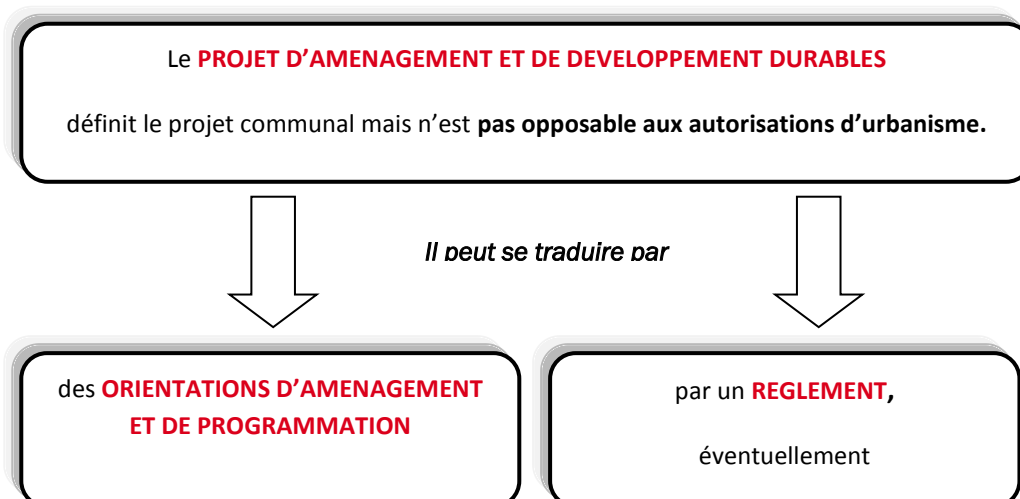 Le PROJET D’AMENAGEMENT ET DE DEVELOPPEMENT DURABLES
définit le projet communal mais n’est pas opposable aux autorisations d’urbanisme.
Il peut se traduire par
des ORIENTATIONS D’AMENAGEMENT
ET DE PROGRAMMATION
par un REGLEMENT,
éventuellement